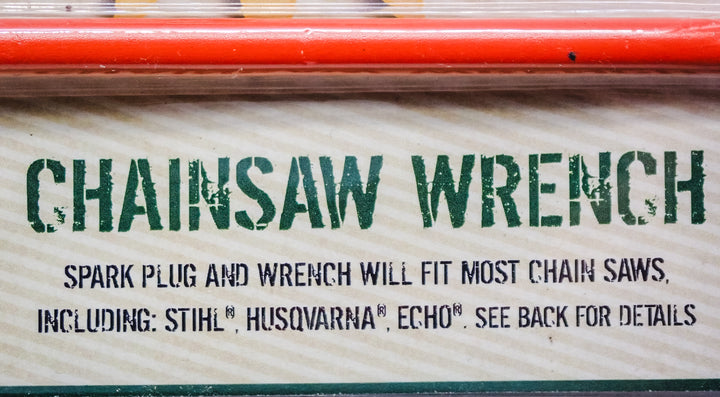 CHAINSAW WRENCH
SPARK PLUG AND WRENCH WILL FIT MOST CHAIN SAWS,
INCLUDING: STIHL®, HUSQVARNA®, ECHO®. SEE BACK FOR DETAILS